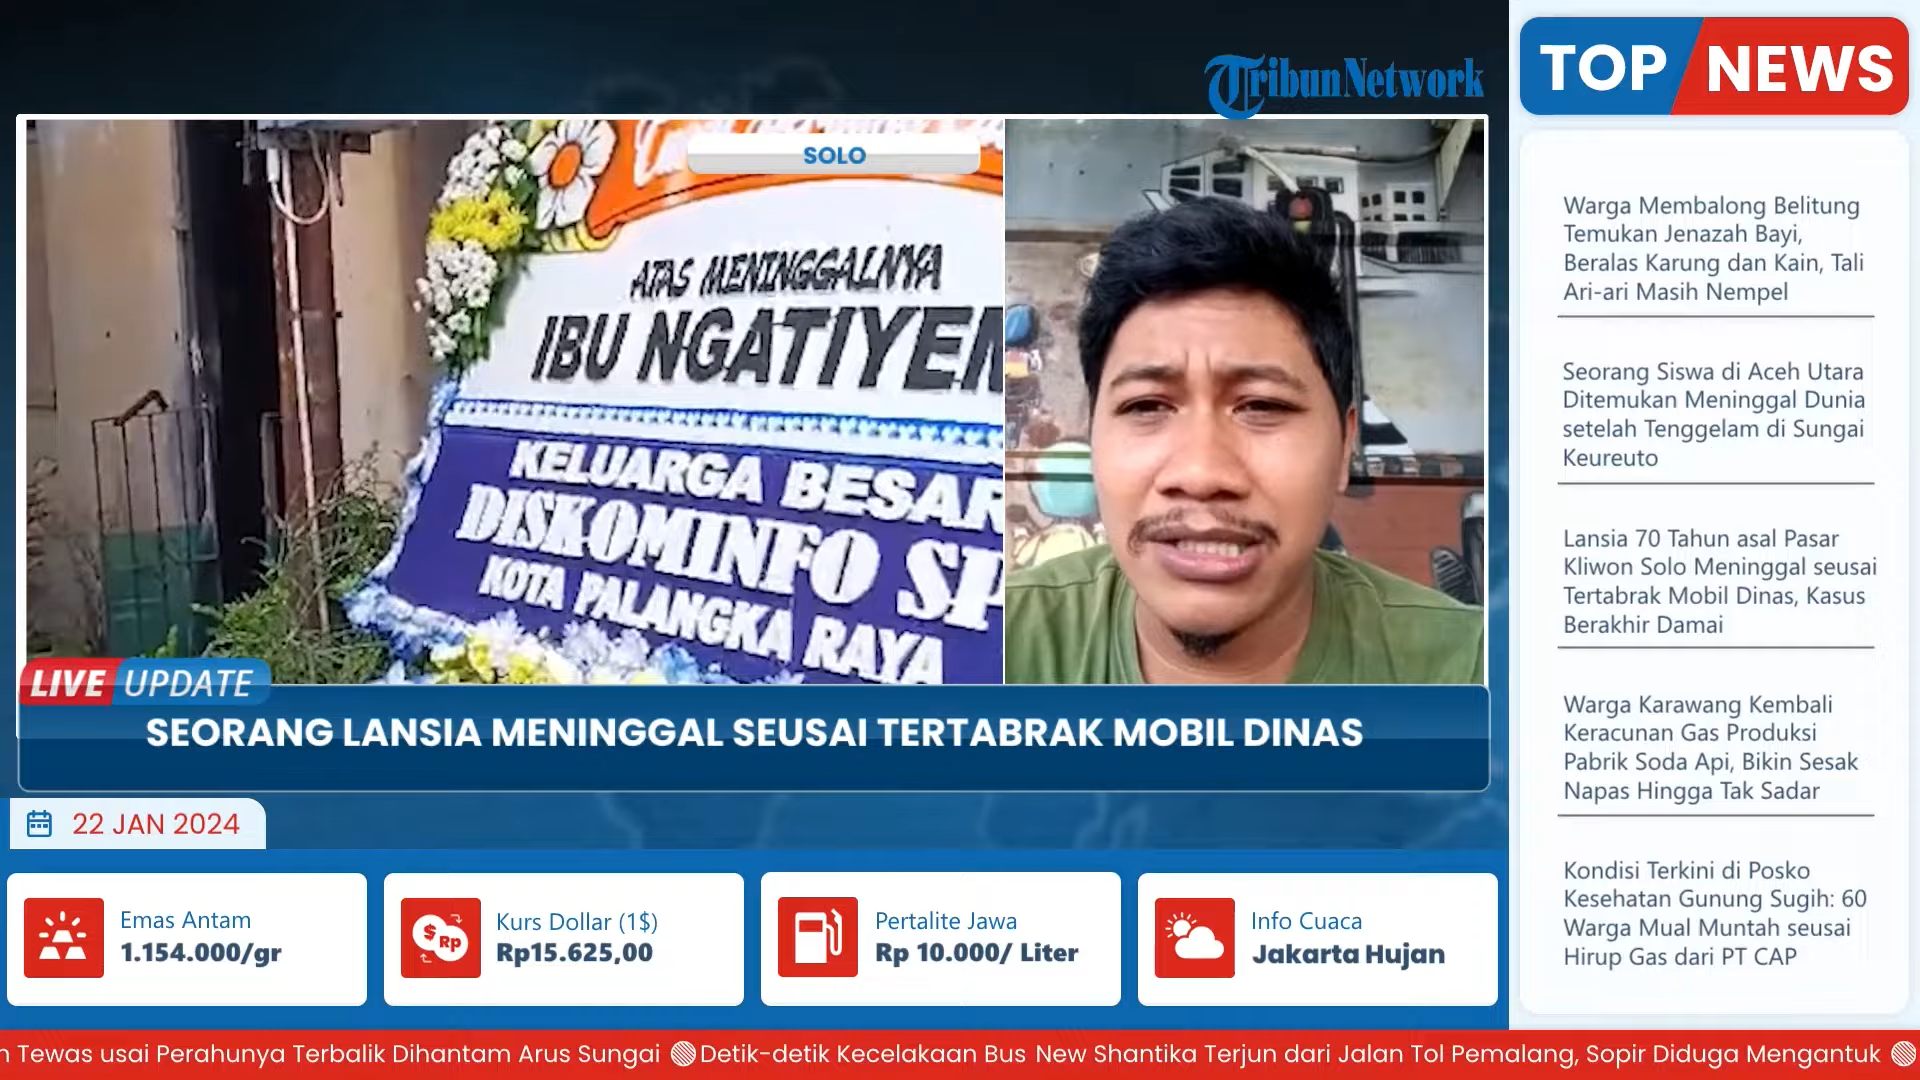 TribunNetwork
TOP NEWS
SOLO
ATAS MENINGGALNYA
IBU NGATIYEM
KELUARGA BESAR
DISKOMINFO SP
KOTA PALANGKA RAYA
LIVE UPDATE
SEORANG LANSIA MENINGGAL SEUSAI TERTABRAK MOBIL DINAS
22 JAN 2024
Emas Antam
1.154.000/gr
Kurs Dollar (1$)
Rp15.625,00
Pertalite Jawa
Rp 10.000/ Liter
Info Cuaca
Jakarta Hujan
Warga Membalong Belitung
Temukan Jenazah Bayi,
Beralas Karung dan Kain, Tali
Ari-ari Masih Nempel
Seorang Siswa di Aceh Utara
Ditemukan Meninggal Dunia
setelah Tenggelam di Sungai
Keureuto
Lansia 70 Tahun asal Pasar
Kliwon Solo Meninggal seusai
Tertabrak Mobil Dinas, Kasus
Berakhir Damai
Warga Karawang Kembali
Keracunan Gas Produksi
Pabrik Soda Api, Bikin Sesak
Napas Hingga Tak Sadar
Kondisi Terkini di Posko
Kesehatan Gunung Sugih: 60
Warga Mual Muntah seusai
Hirup Gas dari PT CAP
n Tewas usai Perahunya Terbalik Dihantam Arus Sungai Detik-detik Kecelakaan Bus New Shantika Terjun dari Jalan Tol Pemalang, Sopir Diduga Mengantuk